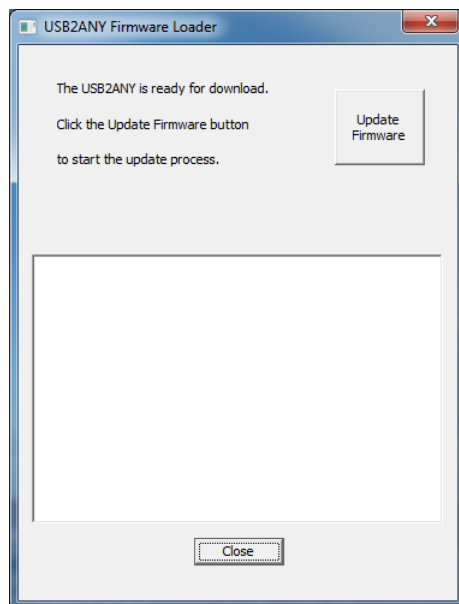 USB2ANY Firmware Loader
The USB2ANY is ready for download.
Click the Update Firmware button
to start the update process.
Update
Firmware
Close